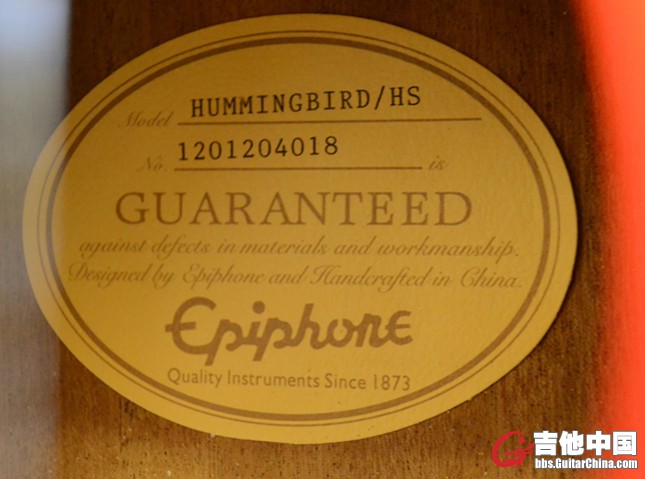 Model HUMMINGBIRD/HS
No. 1201204018 is
GUARANTEED
against defects in materials and workmanship.
Designed by Epiphone and Handcrafted in China.
Epiphone
Quality Instruments Since 1873
吉他中国
bbs.GuitarChina.com